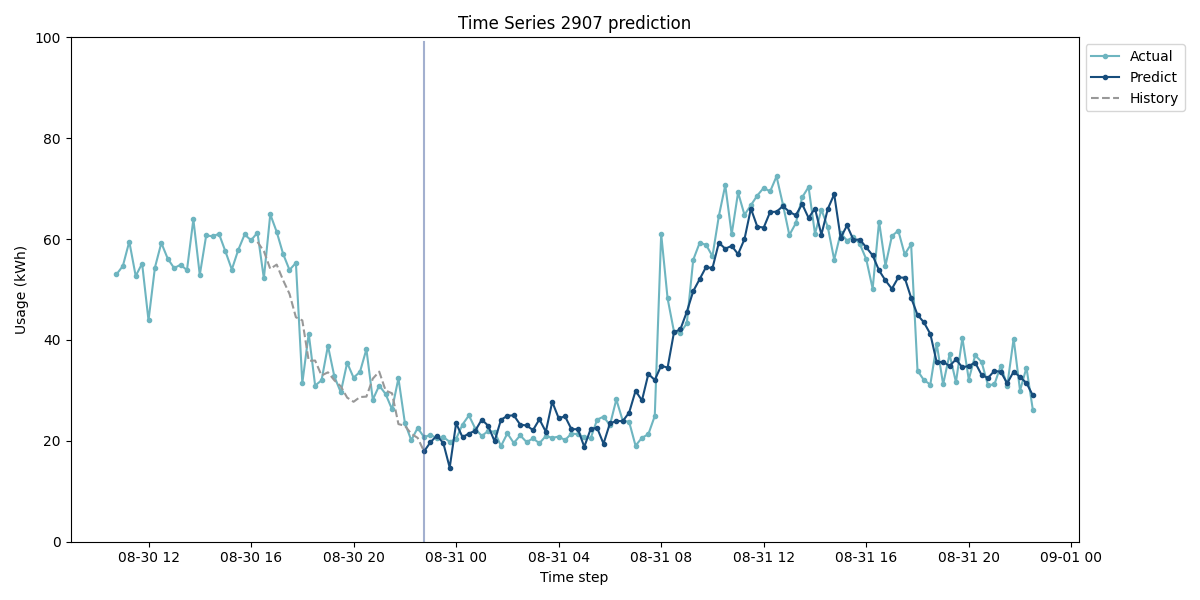 Time Series 2907 prediction
100
80
60
40
20
0
Usage (kWh)
08-30 12
08-30 16
08-30 20
08-31 00
08-31 04
08-31 08
08-31 12
08-31 16
08-31 20
09-01 00
Time step
Actual
Predict
History